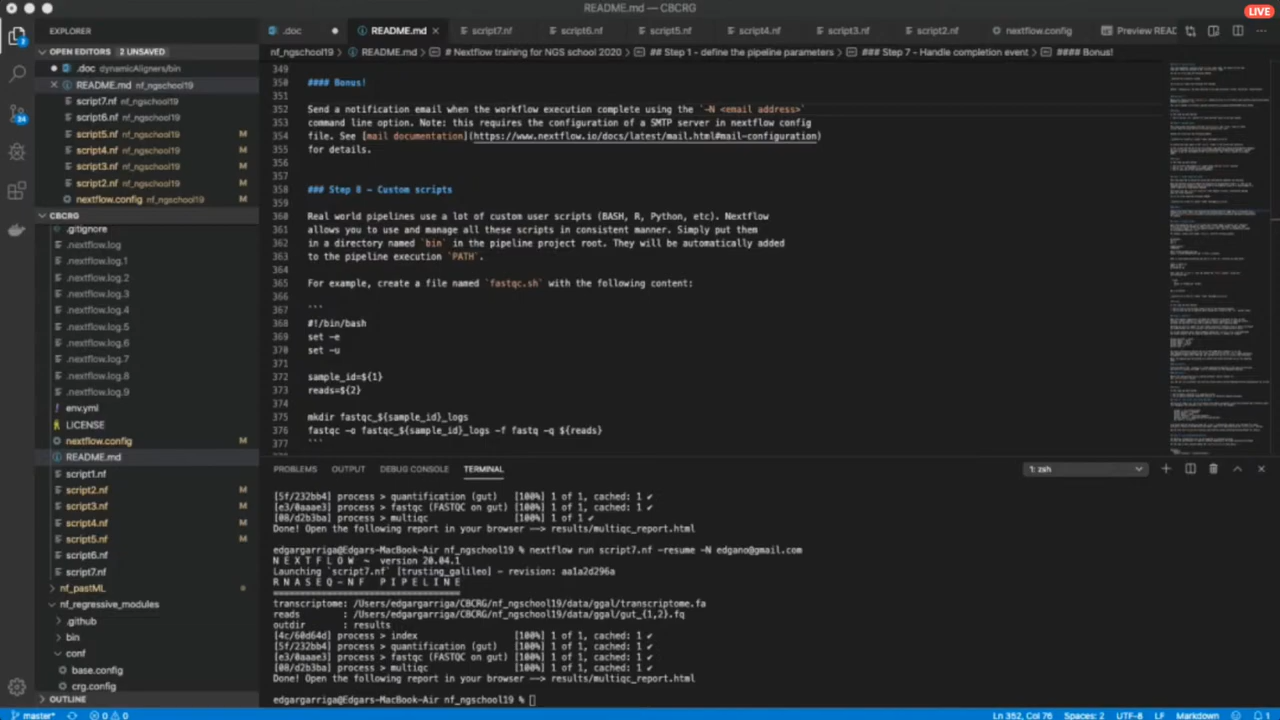 README.md — CBCRG
LIVE
EXPLORER
.doc
README.md
script7.nf
script6.nf
script5.nf
script4.nf
script3.nf
script2.nf
nextflow.config
Preview READ
OPEN EDITORS 2 UNSAVED
nf_ngschool19 > README.md > # Nextflow training for NG school 2020 > ## Step 1 - define the pipeline parameters > ### Step 7 - Handle completion event > #### Bonus!
.doc dynamicAligners/bin
README.md nf_ngschool19
script7.nf nf_ngschool19
script6.nf nf_ngschool19
script5.nf nf_ngschool19 M
script4.nf nf_ngschool19 M
script3.nf nf_ngschool19 M
script2.nf nf_ngschool19 M
nextflow.config nf_ngschool19 M
CBCRG
.gitignore
.nextflow.log
.nextflow.log.1
.nextflow.log.2
.nextflow.log.3
.nextflow.log.4
.nextflow.log.5
.nextflow.log.6
.nextflow.log.7
.nextflow.log.8
.nextflow.log.9
env.yml
LICENSE
nextflow.config M
README.md
script1.nf
script2.nf M
script3.nf M
script4.nf M
script5.nf M
script6.nf
script7.nf
nf_pastML
nf_regressive_modules
.github
bin
conf
base.config
crg.config
OUTLINE
349
350 #### Bonus!
351
352 Send a notification email when the workflow execution complete using the `-N <email address>`
353 command line option. Note: this requires the configuration of a SMTP server in nextflow config
354 file. See [mail documentation](https://www.nextflow.io/docs/latest/mail.html#mail-configuration)
355 for details.
356
357
358 ### Step 8 - Custom scripts
359
360 Real world pipelines use a lot of custom user scripts (BASH, R, Python, etc). Nextflow
361 allows you to use and manage all these scripts in consistent manner. Simply put them
362 in a directory named `bin` in the pipeline project root. They will be automatically added
363 to the pipeline execution `PATH`.
364
365 For example, create a file named `fastqc.sh` with the following content:
366
367 ```
368 #!/bin/bash
369 set -e
370 set -u
371
372 sample_id=${1}
373 reads=${2}
374
375 mkdir fastqc_${sample_id}_logs
376 fastqc -o fastqc_${sample_id}_logs -f fastq -q ${reads}
377 ```
PROBLEMS OUTPUT DEBUG CONSOLE TERMINAL 1: zsh
[5f/232bb4] process > quantification (gut) [100%] 1 of 1, cached: 1 ✔
[e3/0aaae3] process > fastqc (FASTQC on gut) [100%] 1 of 1, cached: 1 ✔
[08/d2b3ba] process > multiqc [100%] 1 of 1 ✔
Done! Open the following report in your browser --> results/multiqc_report.html
edgargarriga@Edgars-MacBook-Air nf_ngschool19 % nextflow run script7.nf -resume -N edgano@gmail.com
N E X T F L O W ~ version 20.04.1
Launching `script7.nf` [trusting_galileo] - revision: aa1a2d296a
R N A S E Q - N F P I P E L I N E
===================================
transcriptome: /Users/edgargarriga/CBCRG/nf_ngschool19/data/ggal/transcriptome.fa
reads : /Users/edgargarriga/CBCRG/nf_ngschool19/data/ggal/gut_{1,2}.fq
outdir : results
[4c/60d64d] process > index [100%] 1 of 1, cached: 1 ✔
[5f/232bb4] process > quantification (gut) [100%] 1 of 1, cached: 1 ✔
[e3/0aaae3] process > fastqc (FASTQC on gut) [100%] 1 of 1, cached: 1 ✔
[08/d2b3ba] process > multiqc [100%] 1 of 1, cached: 1 ✔
Done! Open the following report in your browser --> results/multiqc_report.html
edgargarriga@Edgars-MacBook-Air nf_ngschool19 %
master* 0 0 Ln 352, Col 76 Spaces: 2 UTF-8 LF Markdown 1